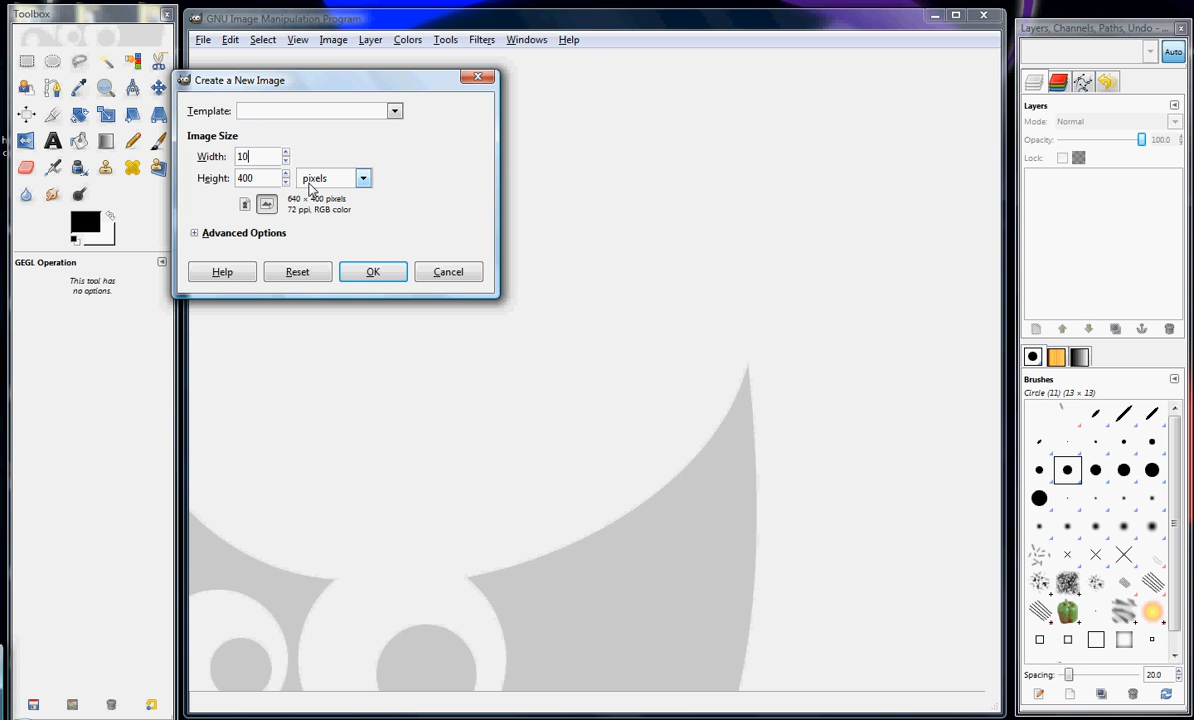 Toolbox
GNU Image Manipulation Program
Layers, Channels, Paths, Undo - ...
File Edit Select View Image Layer Colors Tools Filters Windows Help
Auto
Create a New Image
Template:
Image Size
Width: 10
Height: 400 pixels
640 × 400 pixels
72 ppi, RGB color
Advanced Options
Help Reset OK Cancel
GEGL Operation
This tool has
no options.
Layers
Mode: Normal
Opacity: 100.0
Lock:
Brushes
Circle (11) (13 × 13)
Spacing: 20.0